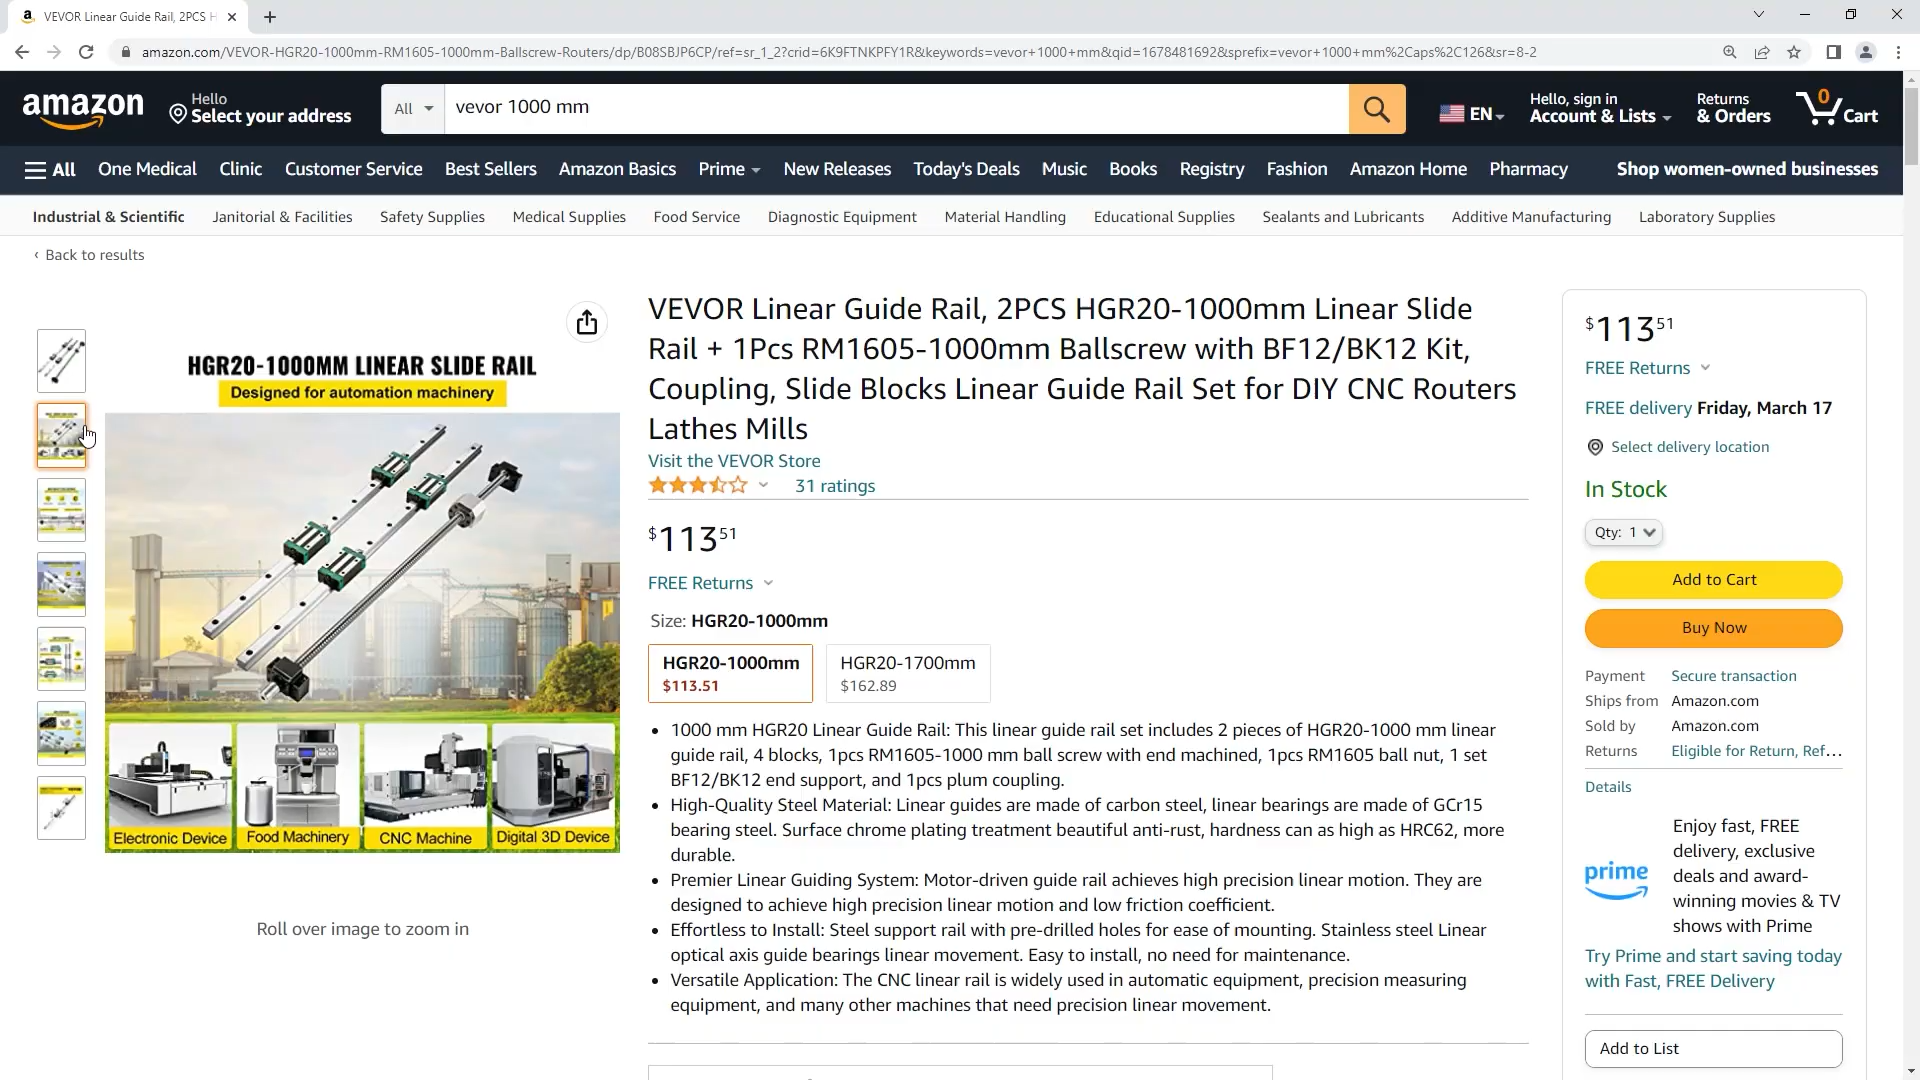 VEVOR Linear Guide Rail, 2PCS H
amazon.com/VEVOR-HGR20-1000mm-RM1605-1000mm-Ballscrew-Routers/dp/B08SBJP6CP/ref=sr_1_2?crid=6K9FTNKPFY1R&keywords=vevor+1000+mm&qid=1678481692&sprefix=vevor+1000+mm%2Caps%2C126&sr=8-2
amazon
Hello
Select your address
All
vevor 1000 mm
EN
Hello, sign in
Account & Lists
Returns
& Orders
0
Cart
All One Medical Clinic Customer Service Best Sellers Amazon Basics Prime New Releases Today's Deals Music Books Registry Fashion Amazon Home Pharmacy Shop women-owned businesses
Industrial & Scientific Janitorial & Facilities Safety Supplies Medical Supplies Food Service Diagnostic Equipment Material Handling Educational Supplies Sealants and Lubricants Additive Manufacturing Laboratory Supplies
‹ Back to results
HGR20-1000MM LINEAR SLIDE RAIL
Designed for automation machinery
Electronic Device Food Machinery CNC Machine Digital 3D Device
Roll over image to zoom in
VEVOR Linear Guide Rail, 2PCS HGR20-1000mm Linear Slide
Rail + 1Pcs RM1605-1000mm Ballscrew with BF12/BK12 Kit,
Coupling, Slide Blocks Linear Guide Rail Set for DIY CNC Routers
Lathes Mills
Visit the VEVOR Store
31 ratings
$113 51
FREE Returns
Size: HGR20-1000mm
HGR20-1000mm
$113.51
HGR20-1700mm
$162.89
• 1000 mm HGR20 Linear Guide Rail: This linear guide rail set includes 2 pieces of HGR20-1000 mm linear
guide rail, 4 blocks, 1pcs RM1605-1000 mm ball screw with end machined, 1pcs RM1605 ball nut, 1 set
BF12/BK12 end support, and 1pcs plum coupling.
• High-Quality Steel Material: Linear guides are made of carbon steel, linear bearings are made of GCr15
bearing steel. Surface chrome plating treatment beautiful anti-rust, hardness can as high as HRC62, more
durable.
• Premier Linear Guiding System: Motor-driven guide rail achieves high precision linear motion. They are
designed to achieve high precision linear motion and low friction coefficient.
• Effortless to Install: Steel support rail with pre-drilled holes for ease of mounting. Stainless steel Linear
optical axis guide bearings linear movement. Easy to install, no need for maintenance.
• Versatile Application: The CNC linear rail is widely used in automatic equipment, precision measuring
equipment, and many other machines that need precision linear movement.
$113 51
FREE Returns
FREE delivery Friday, March 17
Select delivery location
In Stock
Qty: 1
Add to Cart
Buy Now
Payment Secure transaction
Ships from Amazon.com
Sold by Amazon.com
Returns Eligible for Return, Ref...
Details
prime
Enjoy fast, FREE
delivery, exclusive
deals and award-
winning movies & TV
shows with Prime
Try Prime and start saving today
with Fast, FREE Delivery
Add to List